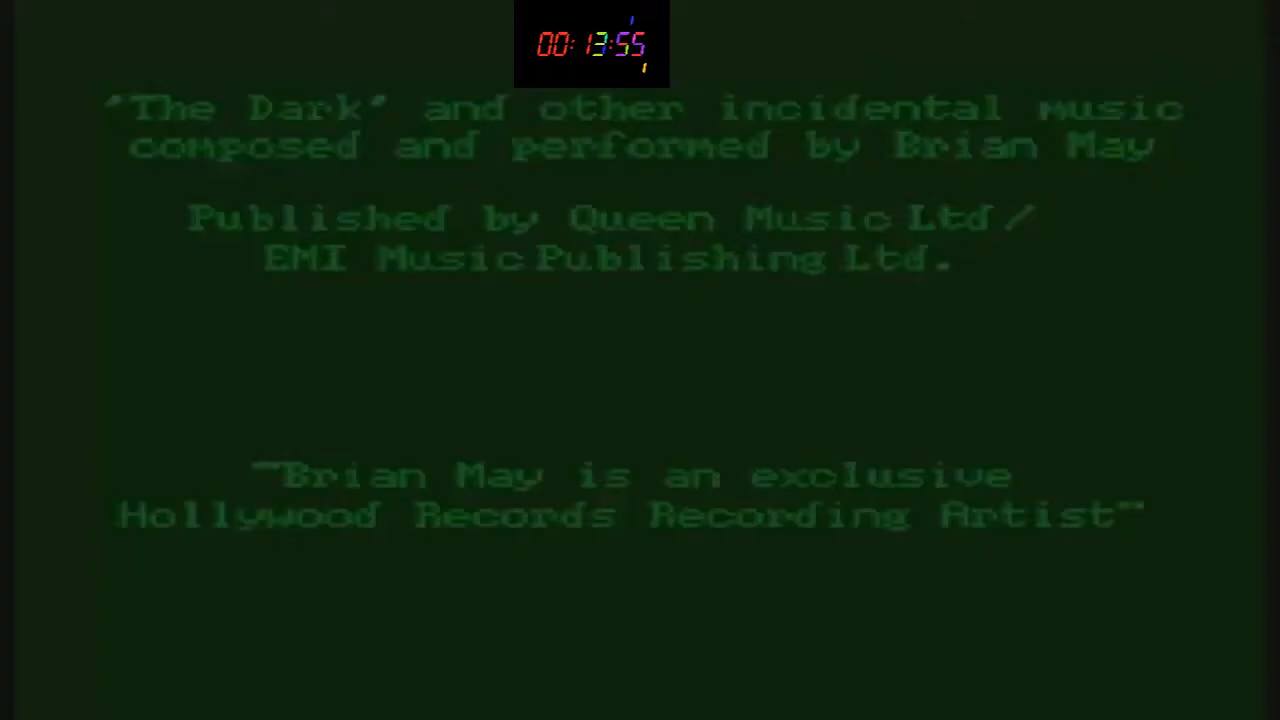 00:13:55
'The Dark' and other incidental music
composed and performed by Brian May
Published by Queen Music Ltd/
EMI Music Publishing Ltd.
"Brian May is an exclusive
Hollywood Records Recording Artist"